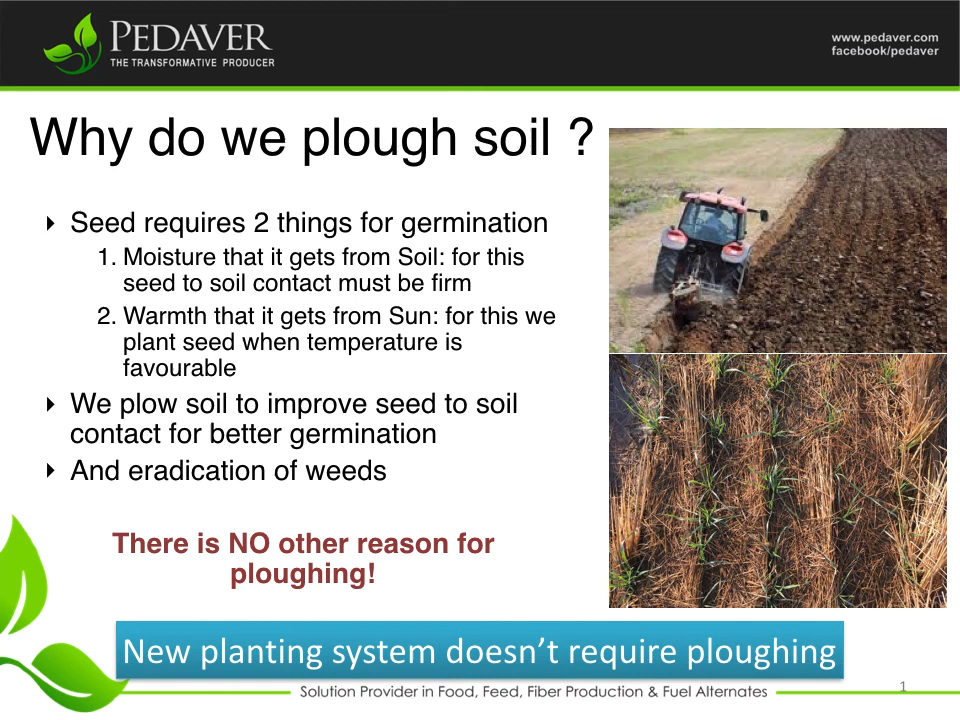 PEDAVER
THE TRANSFORMATIVE PRODUCER
www.pedaver.com
facebook/pedaver
Why do we plough soil ?
Seed requires 2 things for germination
1. Moisture that it gets from Soil: for this
seed to soil contact must be firm
2. Warmth that it gets from Sun: for this we
plant seed when temperature is
favourable
We plow soil to improve seed to soil
contact for better germination
And eradication of weeds
There is NO other reason for
ploughing!
New planting system doesn’t require ploughing
Solution Provider in Food, Feed, Fiber Production & Fuel Alternates
1